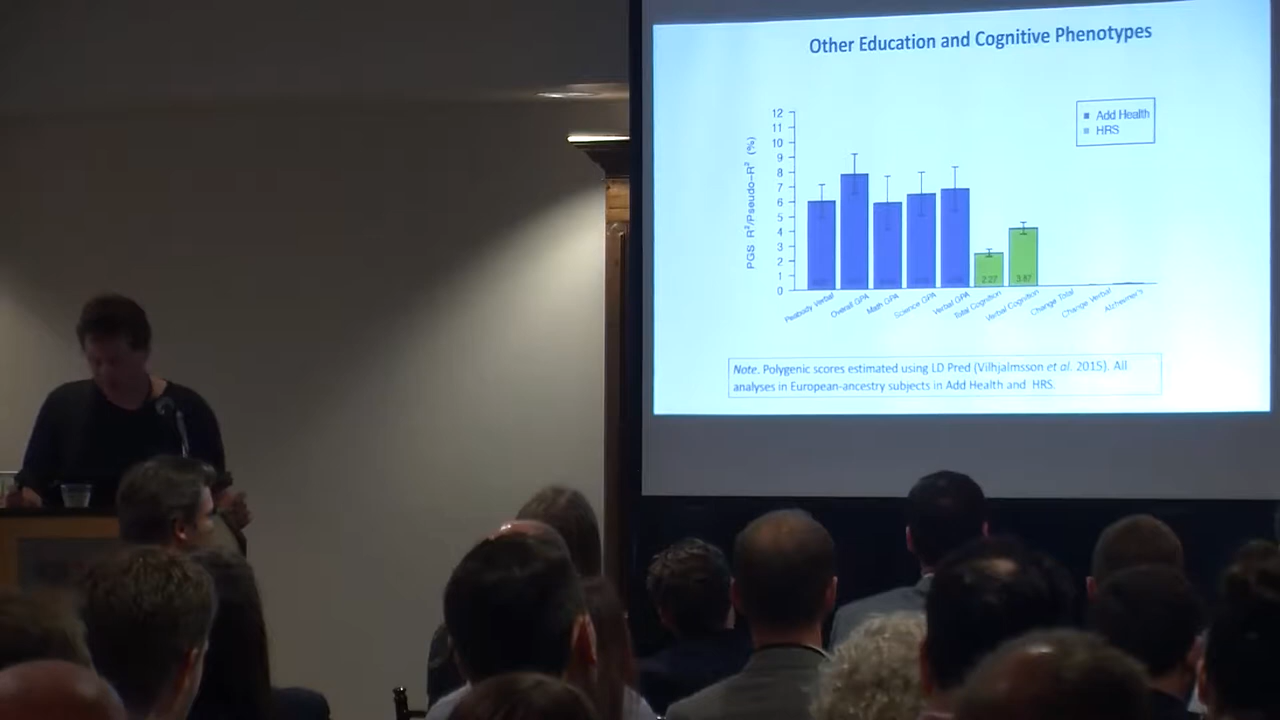 Other Education and Cognitive Phenotypes
Add Health
HRS
PGS R²/Pseudo-R² (%)
12
11
10
9
8
7
6
5
4
3
2
1
0
2.27
3.87
Peabody Verbal
Overall GPA
Math GPA
Science GPA
Verbal GPA
Total Cognition
Verbal Cognition
Change Total
Change Verbal
Alzheimer's
Note. Polygenic scores estimated using LD Pred (Vilhjalmsson et al. 2015). All
analyses in European-ancestry subjects in Add Health and HRS.